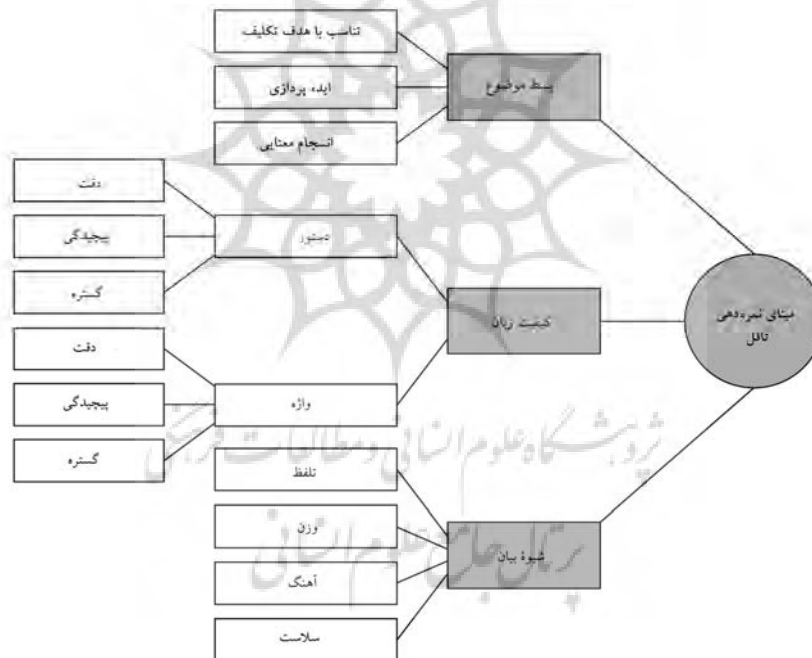 مبنای نمره‌دهی
تافل
بسط موضوع
تناسب با هدف تکلیف
ایده پردازی
انسجام معنایی
کیفیت زبان
دستور
دقت
پیچیدگی
گستره
واژه
دقت
پیچیدگی
گستره
شیوۀ بیان
تلفظ
وزن
آهنگ
سلاست
پژوهشگاه علوم انسانی و مطالعات فرهنگی
پرتال جامع علوم انسانی